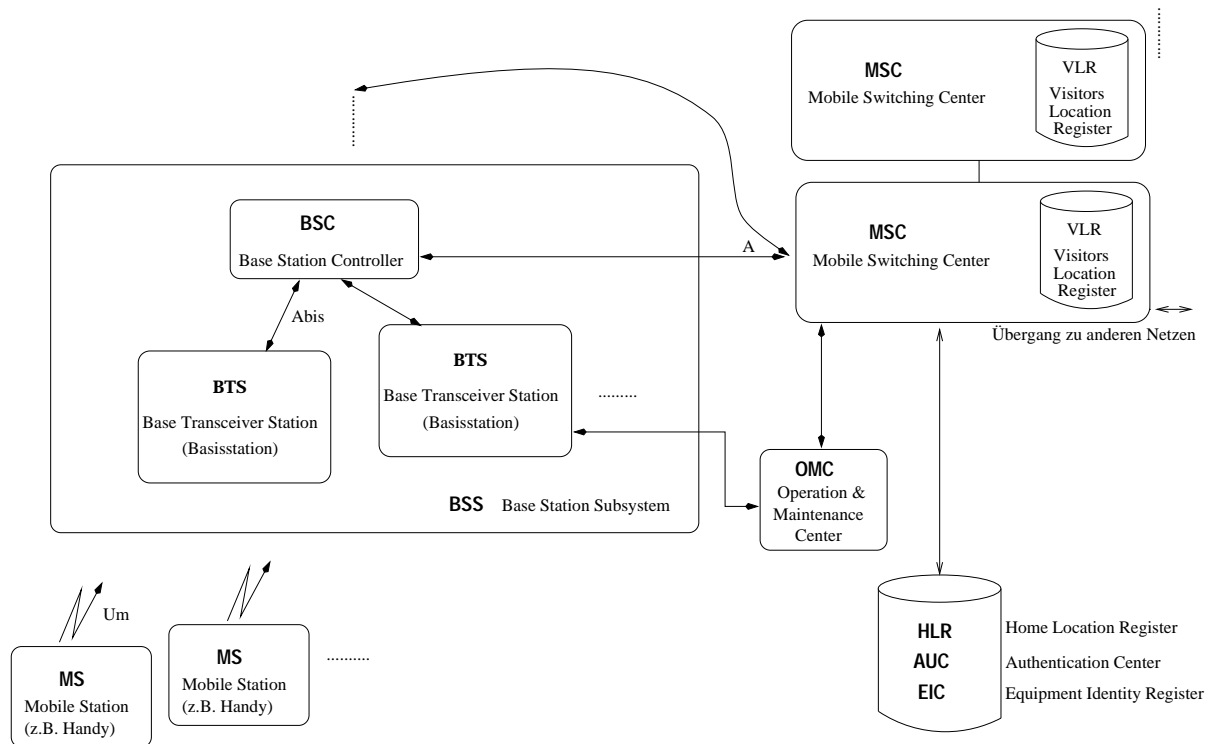 MSC
Mobile Switching Center
VLR
Visitors
Location
Register
BSC
Base Station Controller
A
MSC
Mobile Switching Center
VLR
Visitors
Location
Register
Abis
Übergang zu anderen Netzen
BTS
Base Transceiver Station
(Basisstation)
BTS
Base Transceiver Station
(Basisstation)
.........
BSS Base Station Subsystem
OMC
Operation &
Maintenance
Center
Um
MS
Mobile Station
(z.B. Handy)
MS
Mobile Station
(z.B. Handy)
..........
HLR Home Location Register
AUC Authentication Center
EIC Equipment Identity Register